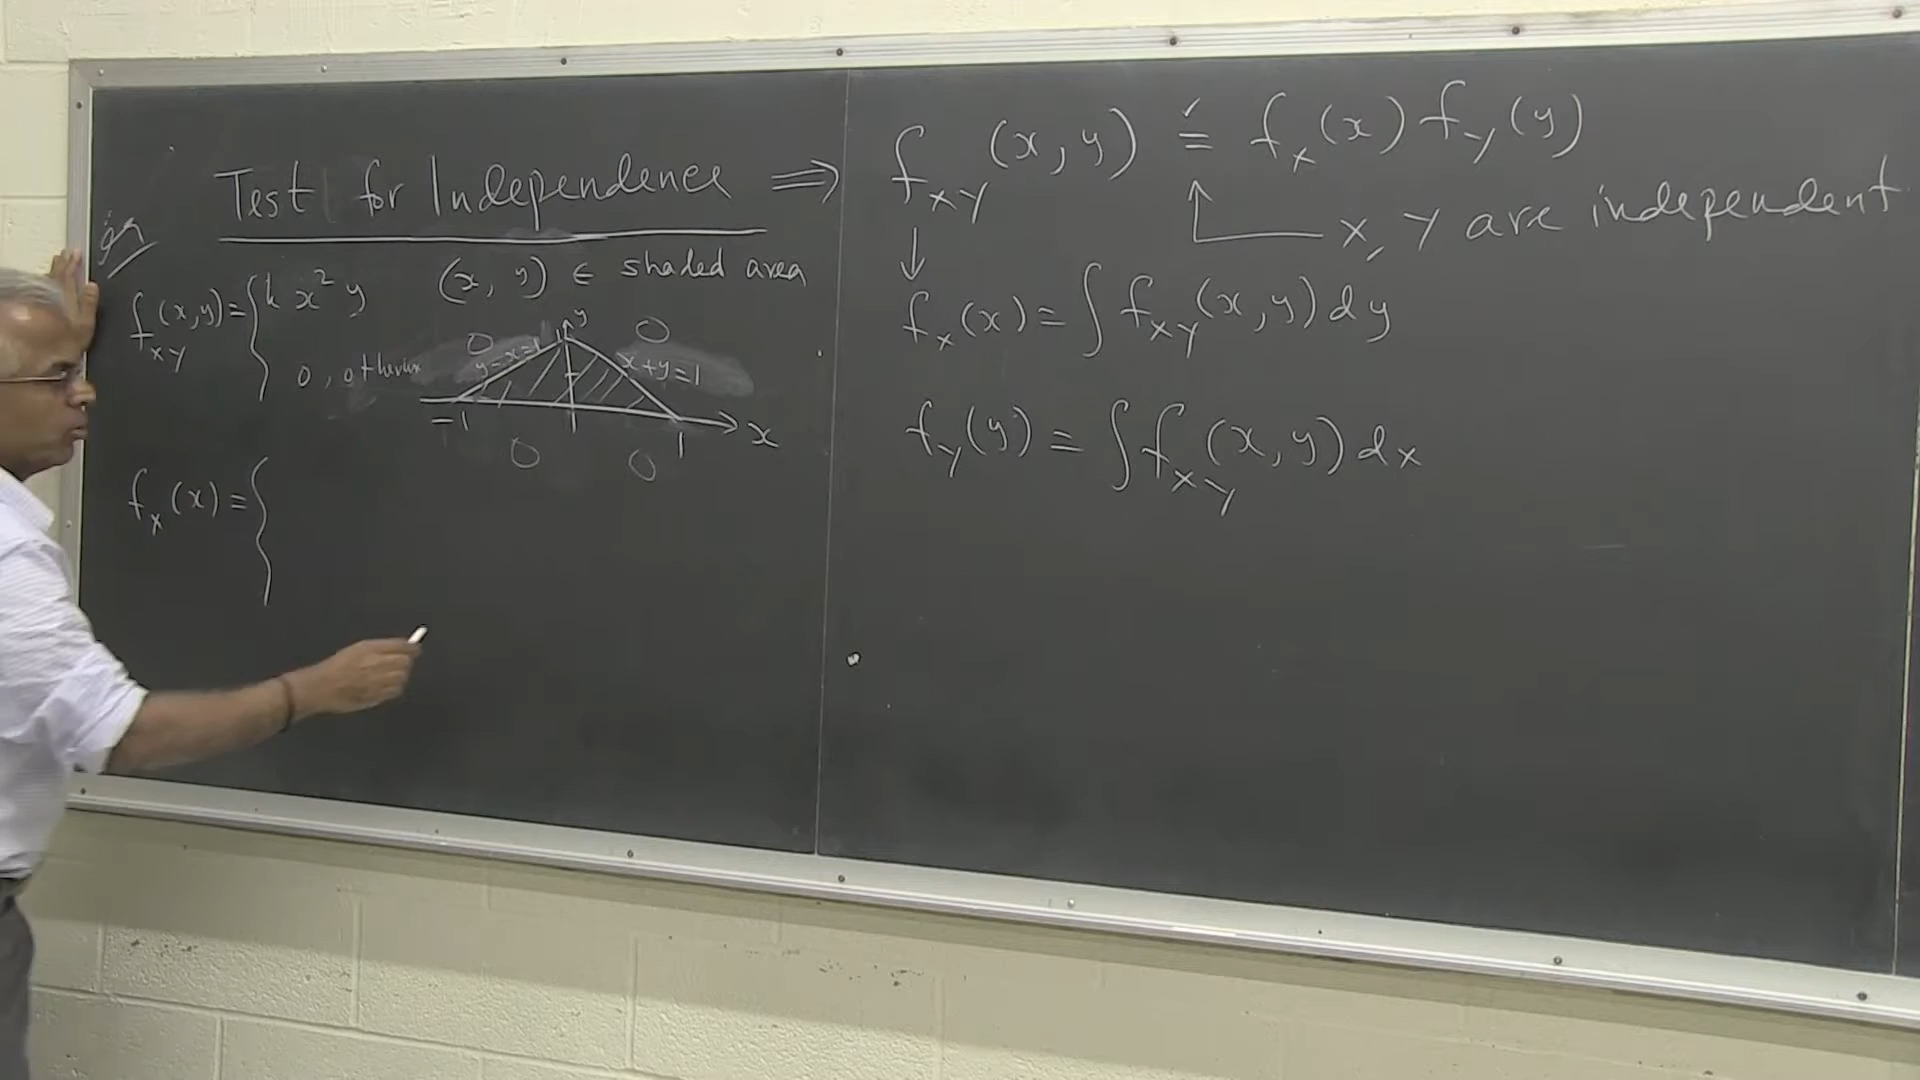 Test for Independence ⇒
f_XY(x,y) = { k x² y    (x, y) ∈ shaded area
0, otherwise
0 0
y
1
y-x=1
x+y=1
-1 1 x
0 0
f_X(x) = {
f_XY(x,y) ≟ f_X(x) f_Y(y)
X, Y are independent
f_X(x) = ∫ f_XY(x,y) dy
f_Y(y) = ∫ f_XY(x,y) dx